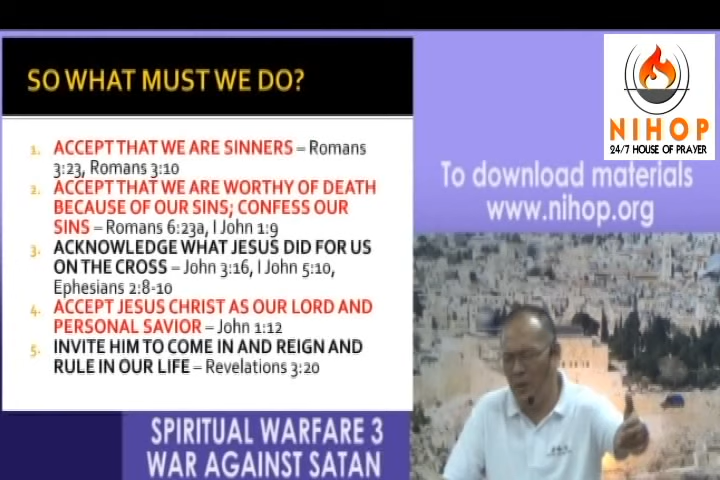 SO WHAT MUST WE DO?
1. ACCEPT THAT WE ARE SINNERS – Romans
3:23, Romans 3:10
2. ACCEPT THAT WE ARE WORTHY OF DEATH
BECAUSE OF OUR SINS; CONFESS OUR
SINS – Romans 6:23a, I John 1:9
3. ACKNOWLEDGE WHAT JESUS DID FOR US
ON THE CROSS – John 3:16, I John 5:10,
Ephesians 2:8-10
4. ACCEPT JESUS CHRIST AS OUR LORD AND
PERSONAL SAVIOR – John 1:12
5. INVITE HIM TO COME IN AND REIGN AND
RULE IN OUR LIFE – Revelations 3:20
NIHOP
24/7 HOUSE OF PRAYER
To download materials
www.nihop.org
SPIRITUAL WARFARE 3
WAR AGAINST SATAN